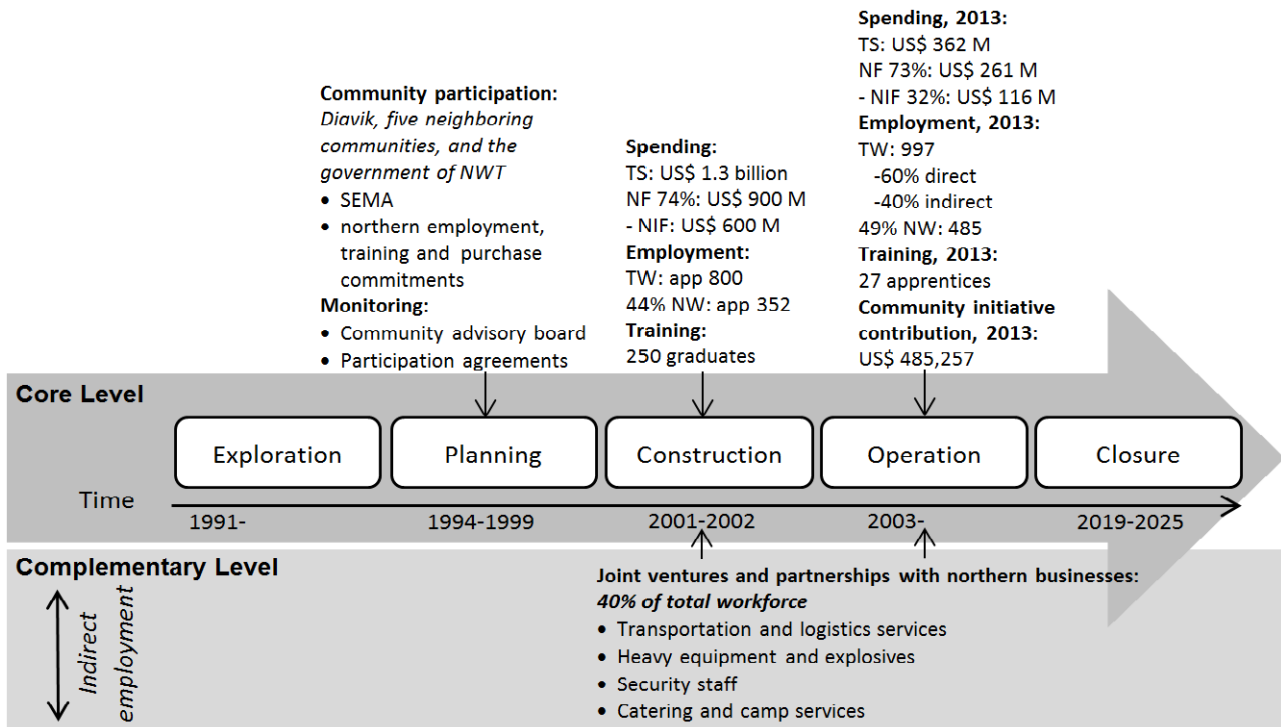 Community participation:
Diavik, five neighboring
communities, and the
government of NWT
• SEMA
• northern employment,
training and purchase
commitments
Monitoring:
• Community advisory board
• Participation agreements
Spending:
TS: US$ 1.3 billion
NF 74%: US$ 900 M
- NIF: US$ 600 M
Employment:
TW: app 800
44% NW: app 352
Training:
250 graduates
Spending, 2013:
TS: US$ 362 M
NF 73%: US$ 261 M
- NIF 32%: US$ 116 M
Employment, 2013:
TW: 997
-60% direct
-40% indirect
49% NW: 485
Training, 2013:
27 apprentices
Community initiative
contribution, 2013:
US$ 485,257
Core Level
Exploration
Planning
Construction
Operation
Closure
Time
1991-
1994-1999
2001-2002
2003-
2019-2025
Complementary Level
Indirect
employment
Joint ventures and partnerships with northern businesses:
40% of total workforce
• Transportation and logistics services
• Heavy equipment and explosives
• Security staff
• Catering and camp services